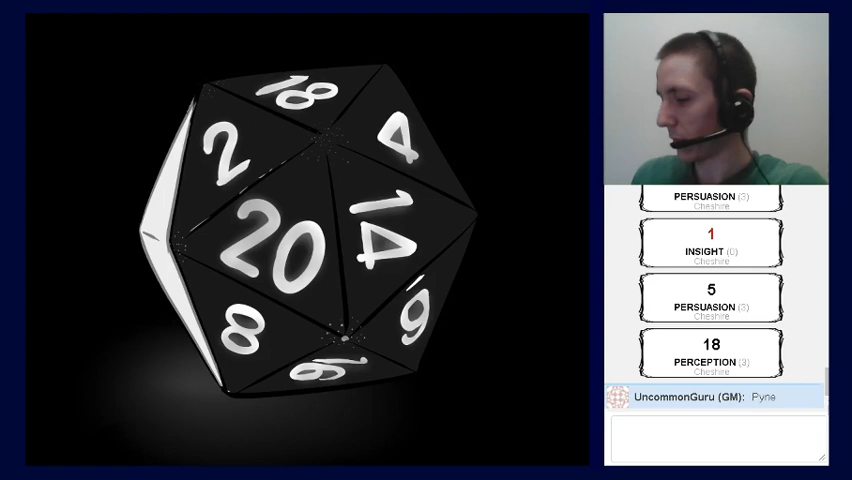 18
2
4
20
14
8
9
16
PERSUASION (3)
Cheshire
1
INSIGHT (0)
Cheshire
5
PERSUASION (3)
Cheshire
18
PERCEPTION (3)
Cheshire
UncommonGuru (GM): Pyne